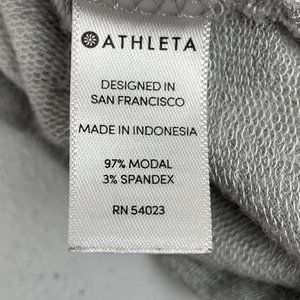 ATHLETA
DESIGNED IN
SAN FRANCISCO
MADE IN INDONESIA
97% MODAL
3% SPANDEX
RN 54023